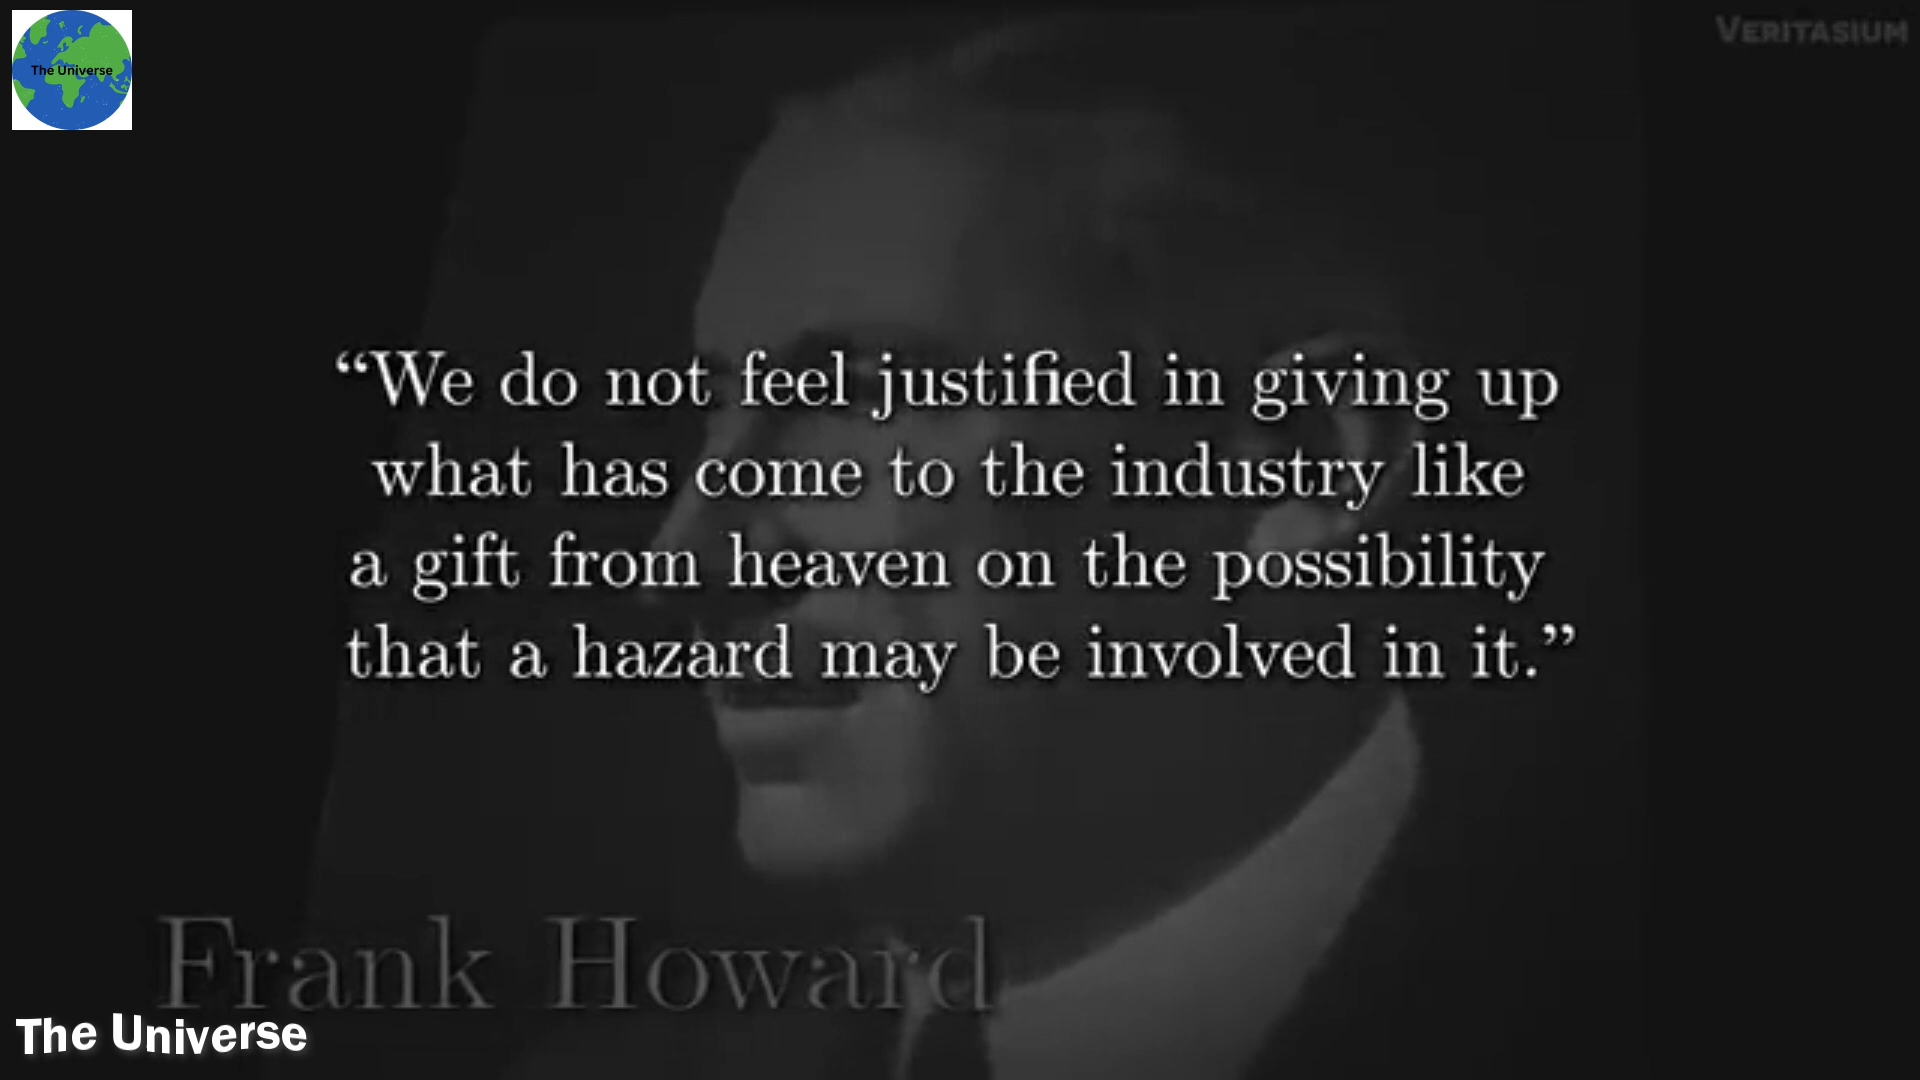 The Universe
VERITASIUM
“We do not feel justified in giving up
what has come to the industry like
a gift from heaven on the possibility
that a hazard may be involved in it.”
Frank Howard
The Universe